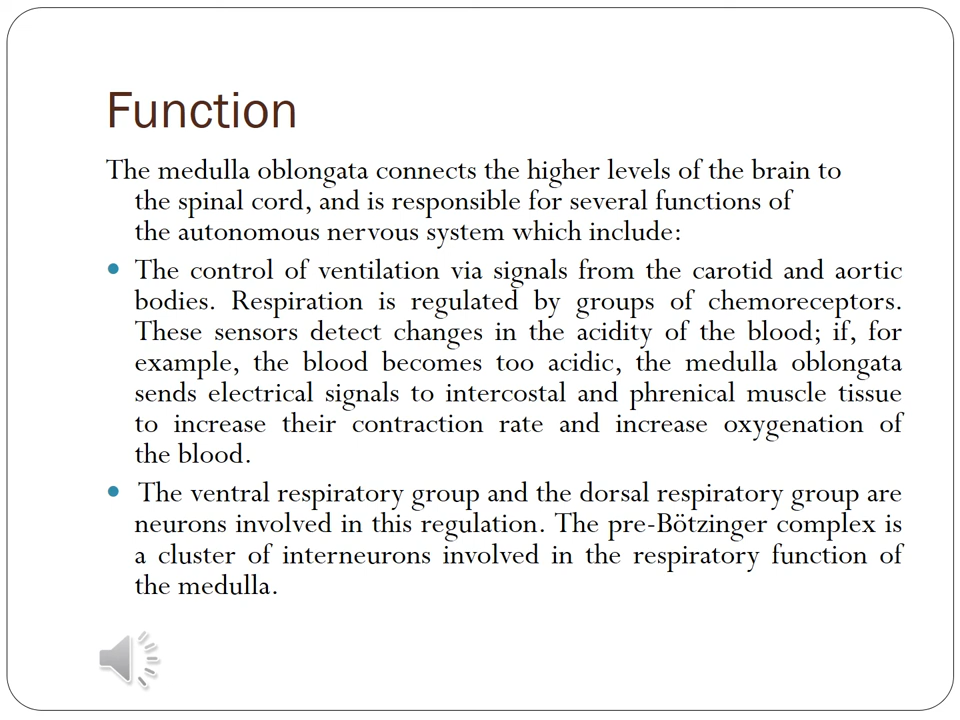 Function
The medulla oblongata connects the higher levels of the brain to
the spinal cord, and is responsible for several functions of
the autonomous nervous system which include:
• The control of ventilation via signals from the carotid and aortic
bodies. Respiration is regulated by groups of chemoreceptors.
These sensors detect changes in the acidity of the blood; if, for
example, the blood becomes too acidic, the medulla oblongata
sends electrical signals to intercostal and phrenical muscle tissue
to increase their contraction rate and increase oxygenation of
the blood.
• The ventral respiratory group and the dorsal respiratory group are
neurons involved in this regulation. The pre-Bötzinger complex is
a cluster of interneurons involved in the respiratory function of
the medulla.